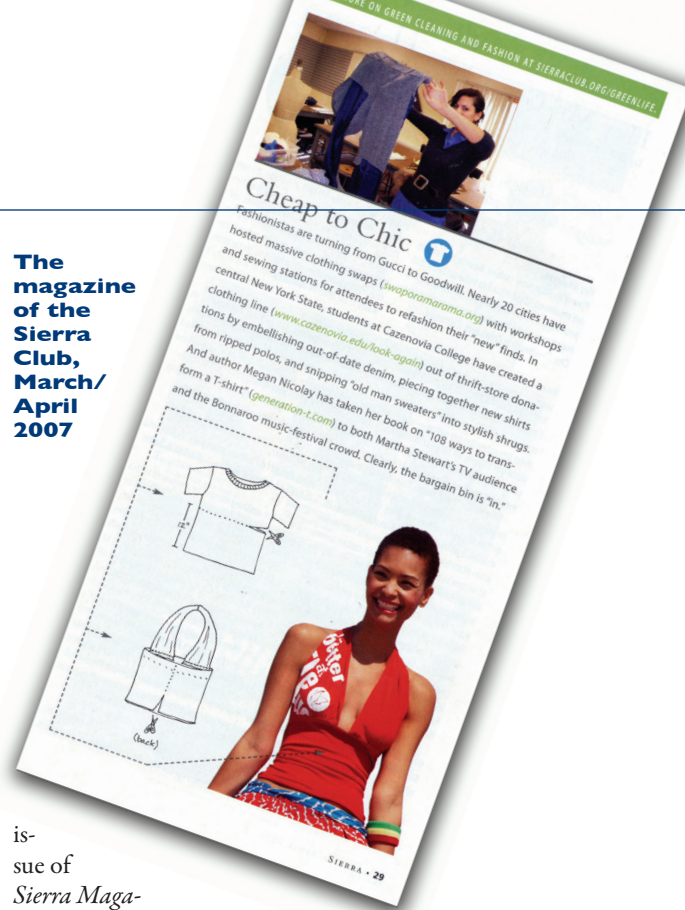 ORE ON GREEN CLEANING AND FASHION AT SIERRACLUB.ORG/GREENLIFE.
Cheap to Chic
Fashionistas are turning from Gucci to Goodwill. Nearly 20 cities have
hosted massive clothing swaps (swaporamarama.org) with workshops
and sewing stations for attendees to refashion their "new" finds. In
central New York State, students at Cazenovia College have created a
clothing line (www.cazenovia.edu/look-again) out of thrift-store dona-
tions by embellishing out-of-date denim, piecing together new shirts
from ripped polos, and snipping "old man sweaters" into stylish shrugs.
And author Megan Nicolay has taken her book on "108 ways to trans-
form a T-shirt" (generation-t.com) to both Martha Stewart's TV audience
and the Bonnaroo music-festival crowd. Clearly, the bargain bin is "in."
The
magazine
of the
Sierra
Club,
March/
April
2007
12"
(back)
better
at
SIERRA • 29
is-
sue of
Sierra Maga-